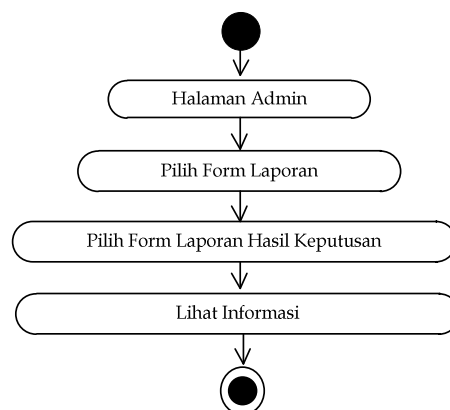 Halaman Admin
Pilih Form Laporan
Pilih Form Laporan Hasil Keputusan
Lihat Informasi